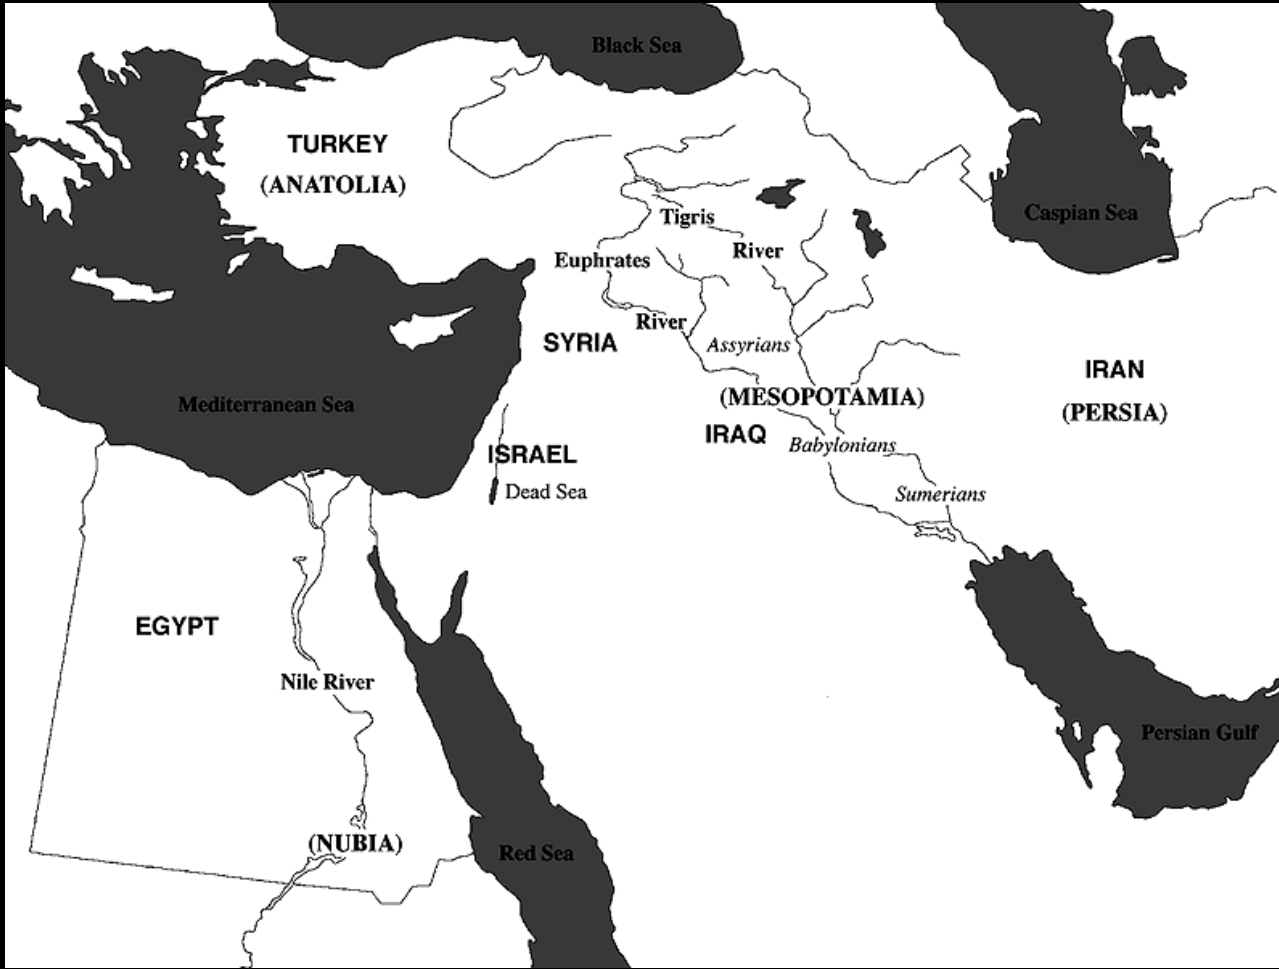 Black Sea
TURKEY
(ANATOLIA)
Caspian Sea
Tigris
River
Euphrates
River
SYRIA
Assyrians
IRAN
(PERSIA)
(MESOPOTAMIA)
Mediterranean Sea
IRAQ
Babylonians
ISRAEL
Dead Sea
Sumerians
EGYPT
Nile River
Persian Gulf
(NUBIA)
Red Sea